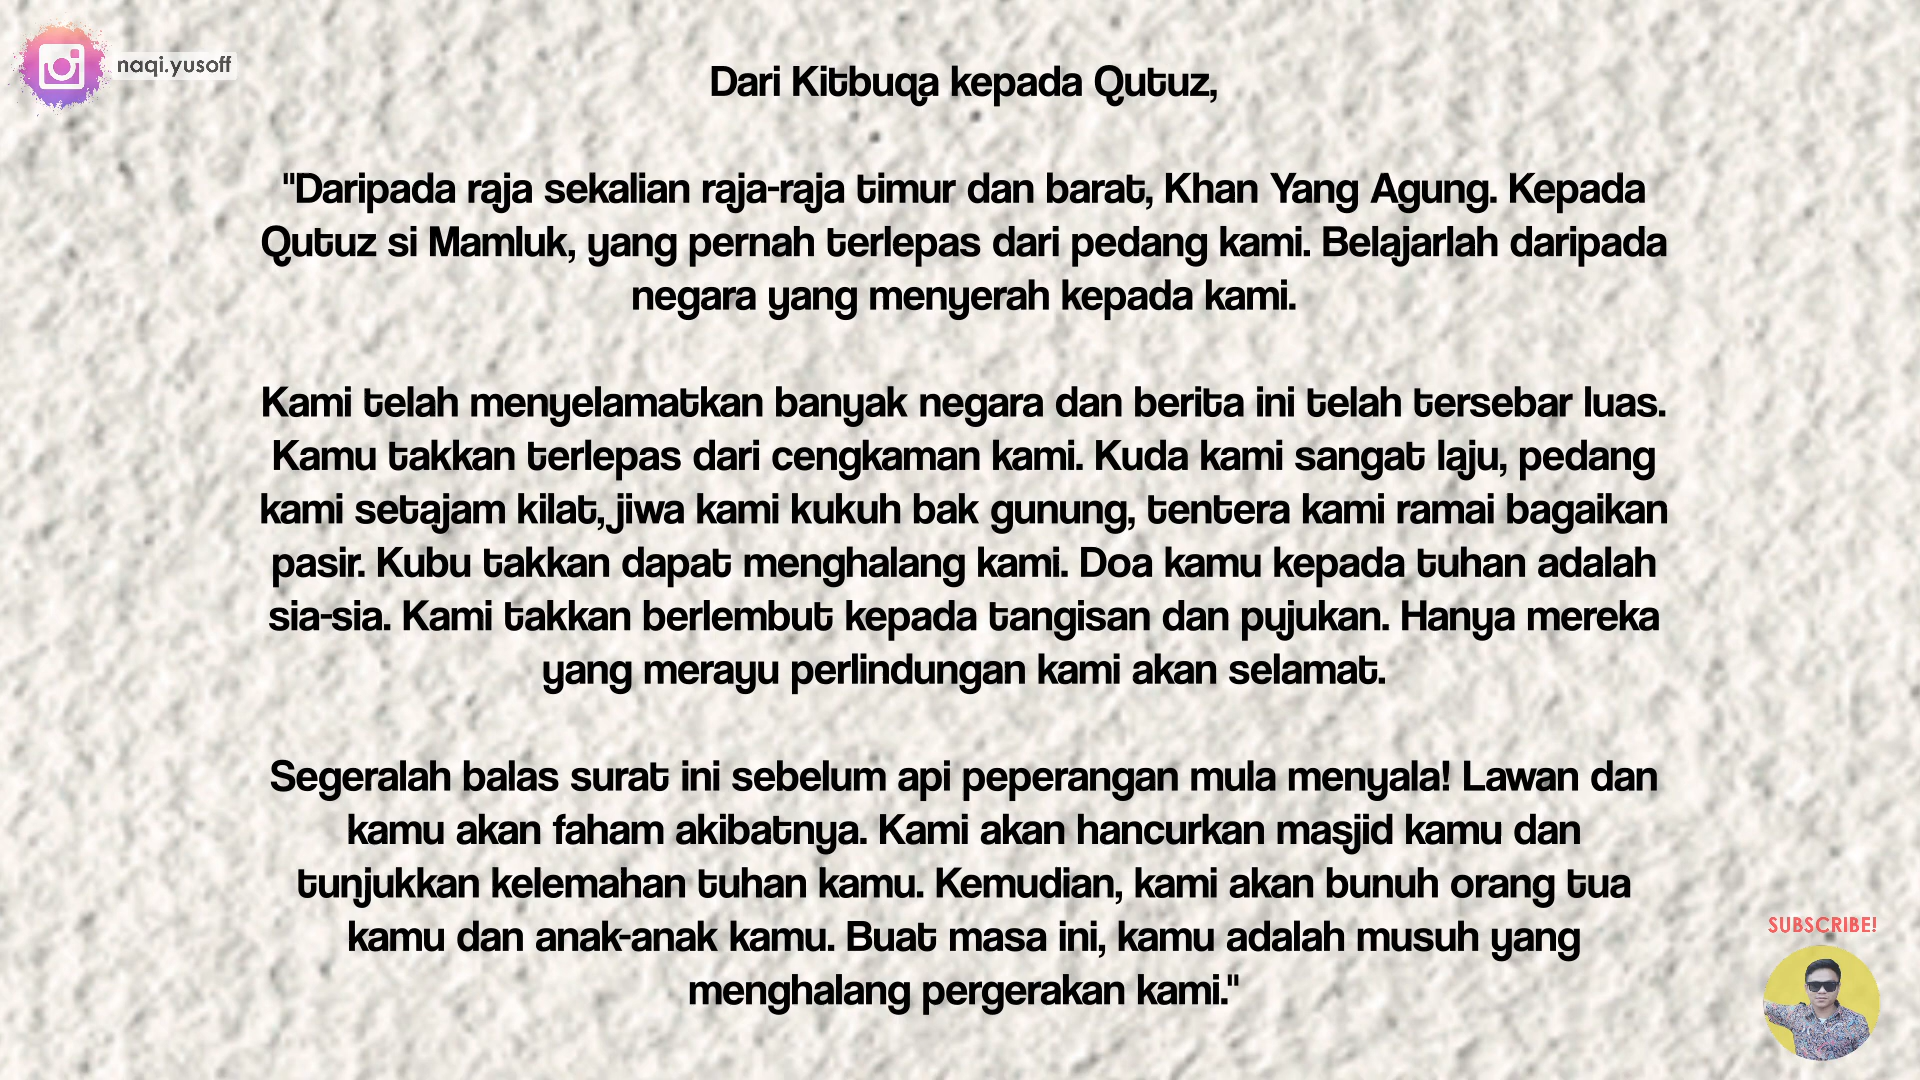 naqi.yusoff
Dari Kitbuqa kepada Qutuz,
"Daripada raja sekalian raja-raja timur dan barat, Khan Yang Agung. Kepada
Qutuz si Mamluk, yang pernah terlepas dari pedang kami. Belajarlah daripada
negara yang menyerah kepada kami.
Kami telah menyelamatkan banyak negara dan berita ini telah tersebar luas.
Kamu takkan terlepas dari cengkaman kami. Kuda kami sangat laju, pedang
kami setajam kilat, jiwa kami kukuh bak gunung, tentera kami ramai bagaikan
pasir. Kubu takkan dapat menghalang kami. Doa kamu kepada tuhan adalah
sia-sia. Kami takkan berlembut kepada tangisan dan pujukan. Hanya mereka
yang merayu perlindungan kami akan selamat.
Segeralah balas surat ini sebelum api peperangan mula menyala! Lawan dan
kamu akan faham akibatnya. Kami akan hancurkan masjid kamu dan
tunjukkan kelemahan tuhan kamu. Kemudian, kami akan bunuh orang tua
kamu dan anak-anak kamu. Buat masa ini, kamu adalah musuh yang
menghalang pergerakan kami."
SUBSCRIBE!